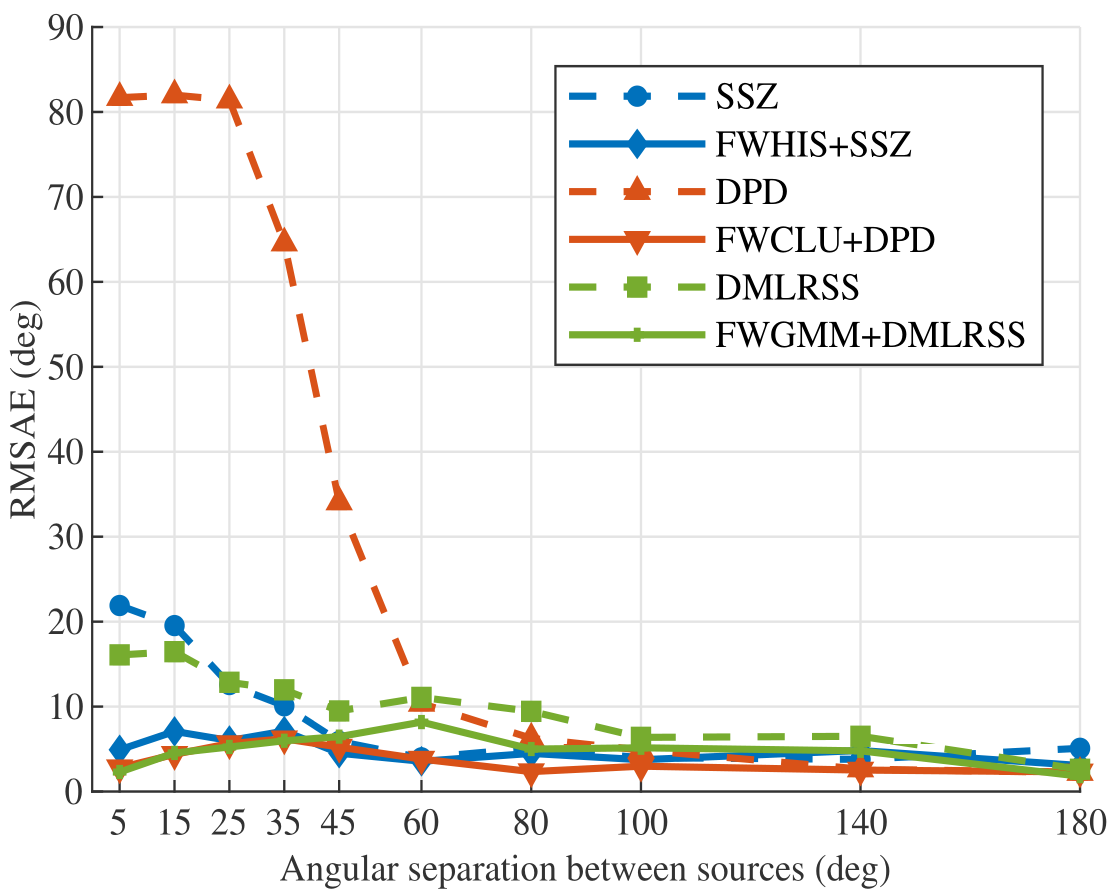 90
80
70
60
50
40
30
20
10
0
RMSAE (deg)
SSZ
FWHIS+SSZ
DPD
FWCLU+DPD
DMLRSS
FWGMM+DMLRSS
5 15 25 35 45 60 80 100 140 180
Angular separation between sources (deg)